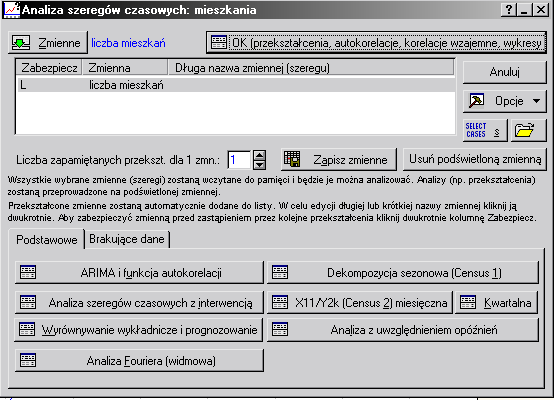 Analiza szeregów czasowych: mieszkania
Zmienne liczba mieszkań OK (przekształcenia, autokorelacje, korelacje wzajemne, wykresy
Zabezpiecz Zmienna Długa nazwa zmiennej (szeregu)
L liczba mieszkań
Anuluj
Opcje
SELECT CASES s
Liczba zapamiętanych przekszt. dla 1 zmn.: 1 Zapisz zmienne Usuń podświetloną zmienną
Wszystkie wybrane zmienne (szeregi) zostaną wczytane do pamięci i będzie je można analizować. Analizy (np. przekształcenia)
zostaną przeprowadzone na podświetlonej zmiennej.
Przekształcone zmienne zostaną automatycznie dodane do listy. W celu edycji długiej lub krótkiej nazwy zmiennej kliknij ją
dwukrotnie. Aby zabezpieczyć zmienną przed zastąpieniem przez kolejne przekształcenia kliknij dwukrotnie kolumnę Zabezpiecz.
Podstawowe Brakujące dane
ARIMA i funkcja autokorelacji Dekompozycja sezonowa (Census 1)
Analiza szeregów czasowych z interwencją X11/Y2k (Census 2) miesięczna Kwartalna
Wyrównywanie wykładnicze i prognozowanie Analiza z uwzględnieniem opóźnień
Analiza Fouriera (widmowa)